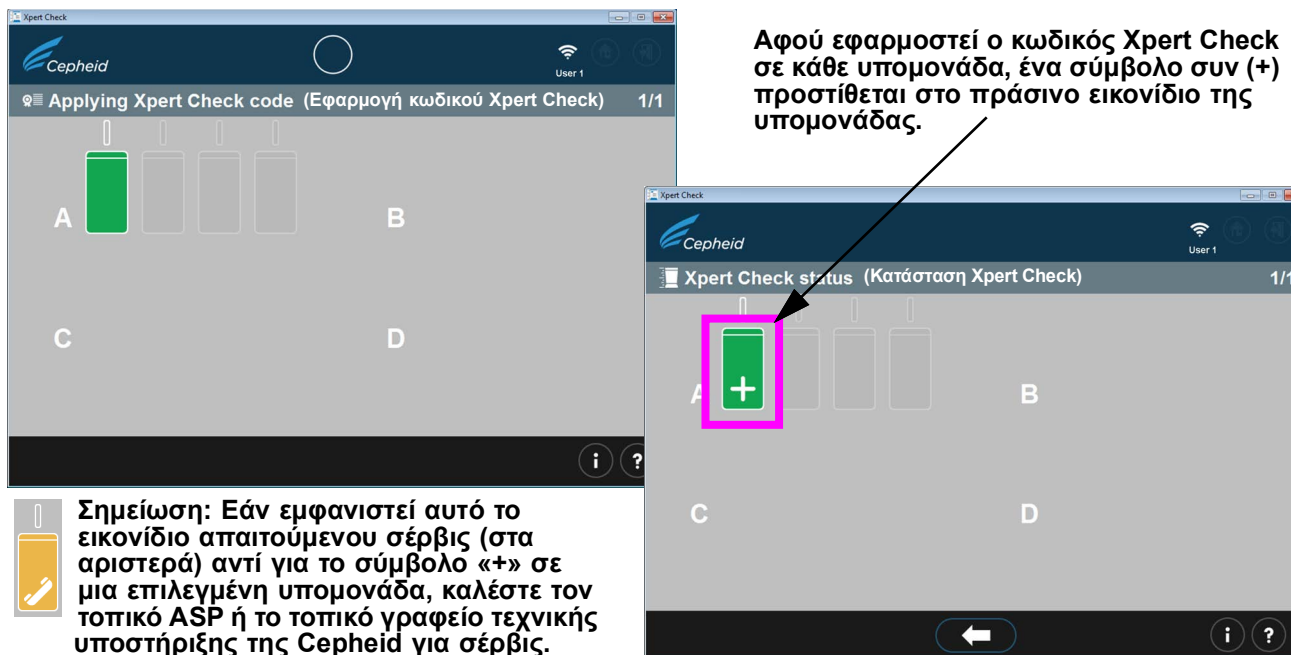 Xpert Check
Cepheid
User 1
Applying Xpert Check code (Εφαρμογή κωδικού Xpert Check) 1/1
A B
C D
i ?
Αφού εφαρμοστεί ο κωδικός Xpert Check
σε κάθε υπομονάδα, ένα σύμβολο συν (+)
προστίθεται στο πράσινο εικονίδιο της
υπομονάδας.
Xpert Check
Cepheid
User 1
Xpert Check status (Κατάσταση Xpert Check) 1/1
A + B
C D
i ?
Σημείωση: Εάν εμφανιστεί αυτό το
εικονίδιο απαιτούμενου σέρβις (στα
αριστερά) αντί για το σύμβολο «+» σε
μια επιλεγμένη υπομονάδα, καλέστε τον
τοπικό ASP ή το τοπικό γραφείο τεχνικής
υποστήριξης της Cepheid για σέρβις.